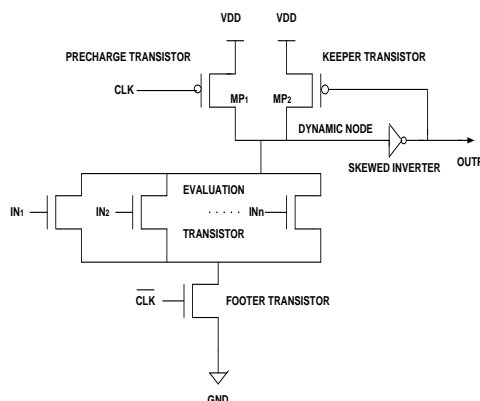 VDD VDD
PRECHARGE TRANSISTOR KEEPER TRANSISTOR
CLK MP1 MP2
DYNAMIC NODE
SKEWED INVERTER OUTP
EVALUATION
IN1 IN2 ..... INn
TRANSISTOR
CLK FOOTER TRANSISTOR
GND